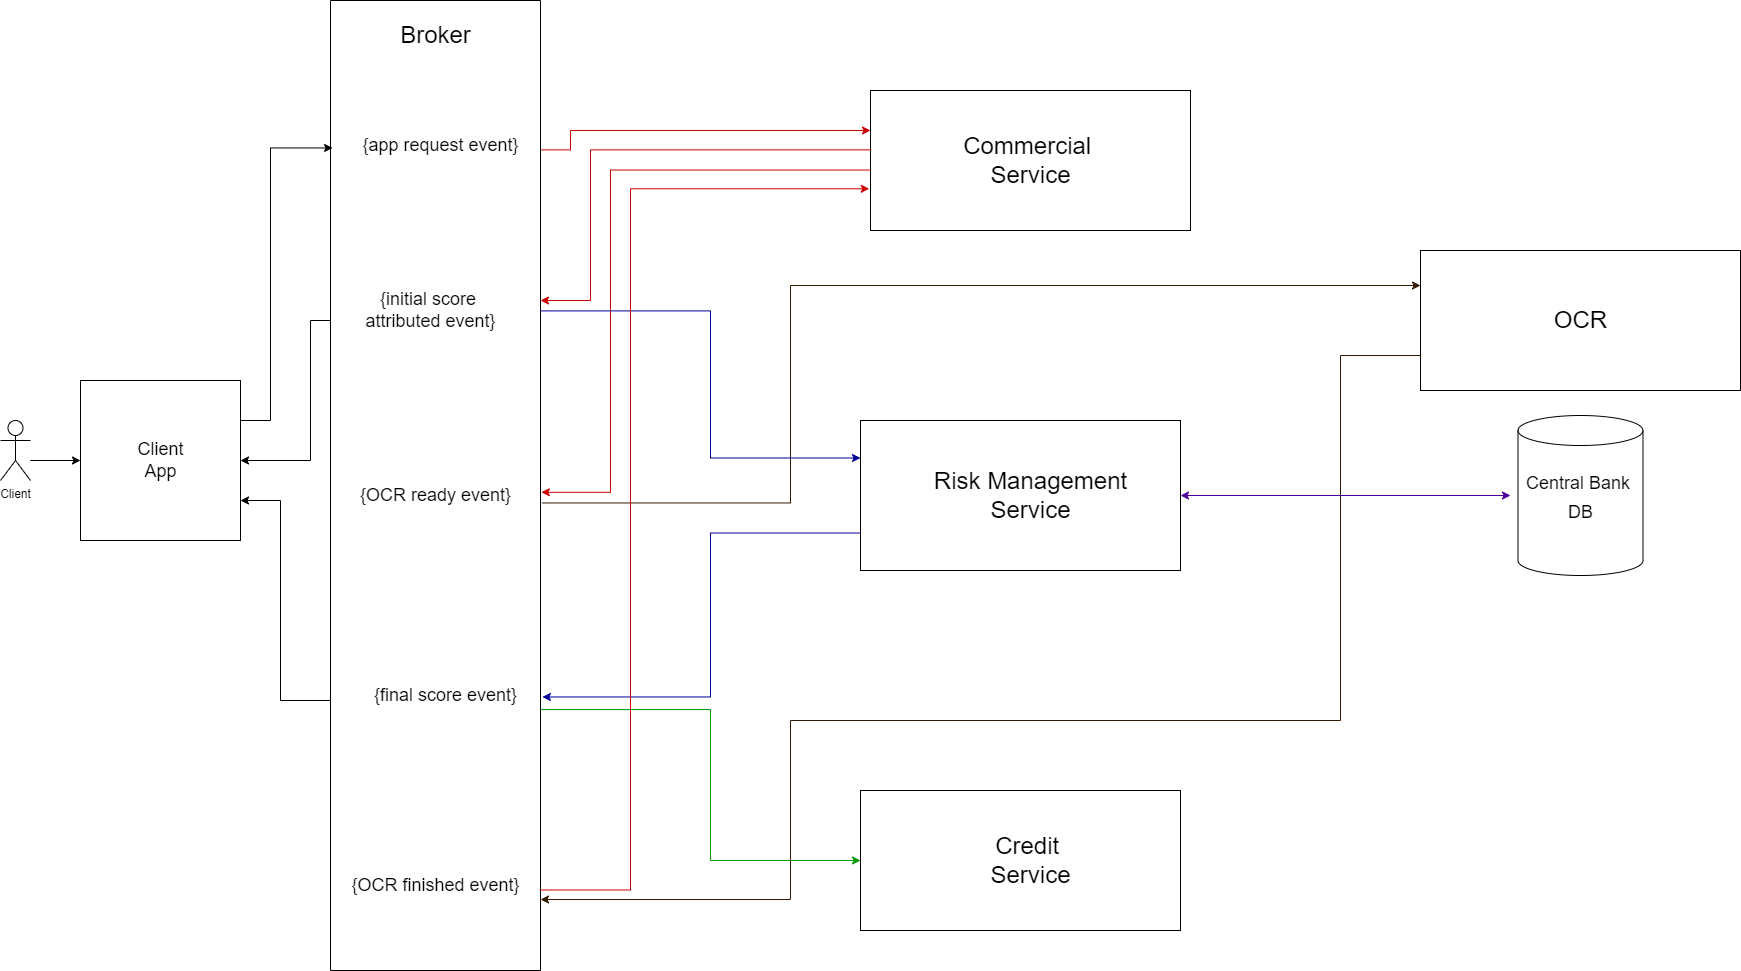 Broker
{app request event}
Commercial
Service
{initial score
attributed event}
OCR
Client
App
Client
{OCR ready event}
Risk Management
Service
Central Bank
DB
{final score event}
Credit
Service
{OCR finished event}